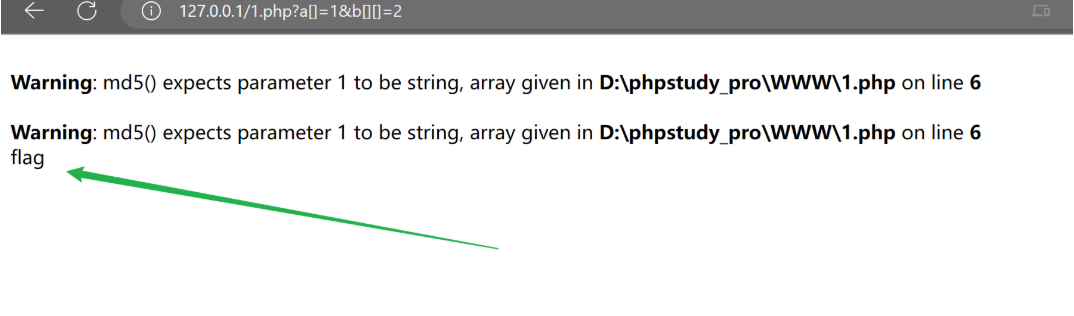 127.0.0.1/1.php?a[]=1&b[][]=2
Warning: md5() expects parameter 1 to be string, array given in D:\phpstudy_pro\WWW\1.php on line 6
Warning: md5() expects parameter 1 to be string, array given in D:\phpstudy_pro\WWW\1.php on line 6
flag